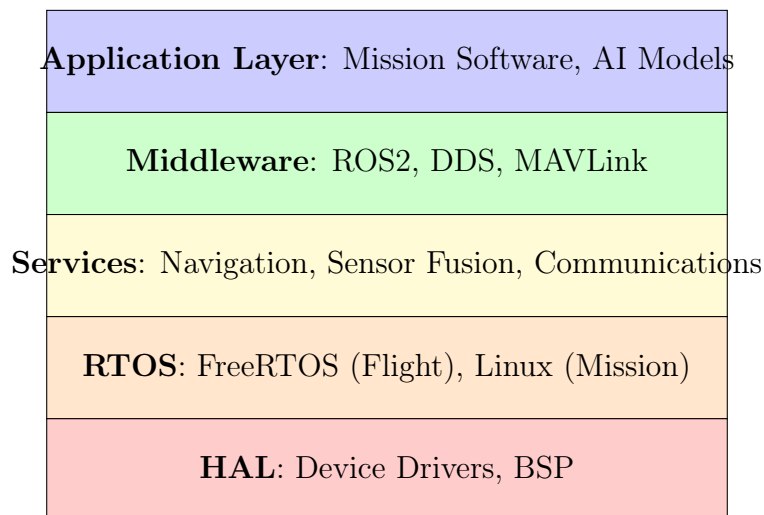 Application Layer: Mission Software, AI Models
Middleware: ROS2, DDS, MAVLink
Services: Navigation, Sensor Fusion, Communications
RTOS: FreeRTOS (Flight), Linux (Mission)
HAL: Device Drivers, BSP